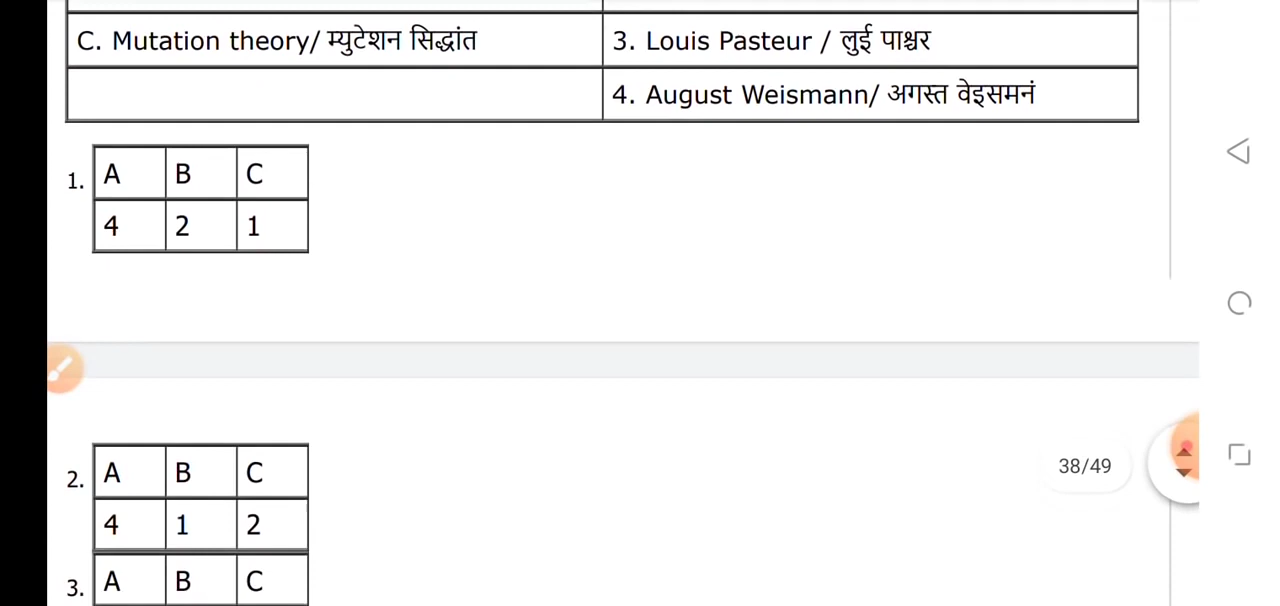 C. Mutation theory/ म्युटेशन सिद्धांत
3. Louis Pasteur / लुई पाश्चर
4. August Weismann/ अगस्त वेइसमनं
1.
A B C
4 2 1
2.
A B C
4 1 2
38/49
3.
A B C